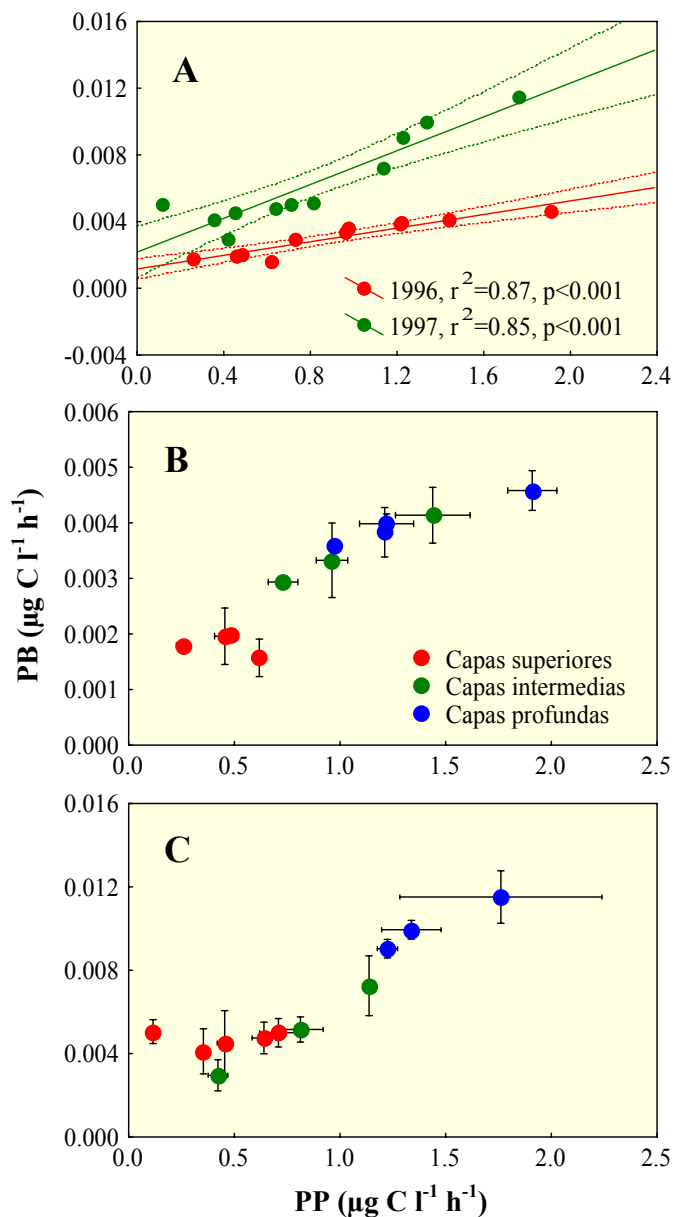 0.016
A
0.012
0.008
0.004
0.000
1996, r²=0.87, p<0.001
1997, r²=0.85, p<0.001
-0.004
0.0 0.4 0.8 1.2 1.6 2.0 2.4
0.006
B
0.005
0.004
0.003
0.002
0.001
0.000
Capas superiores
Capas intermedias
Capas profundas
0.0 0.5 1.0 1.5 2.0 2.5
PB (µg C l⁻¹ h⁻¹)
0.016
C
0.012
0.008
0.004
0.000
0.0 0.5 1.0 1.5 2.0 2.5
PP (µg C l⁻¹ h⁻¹)